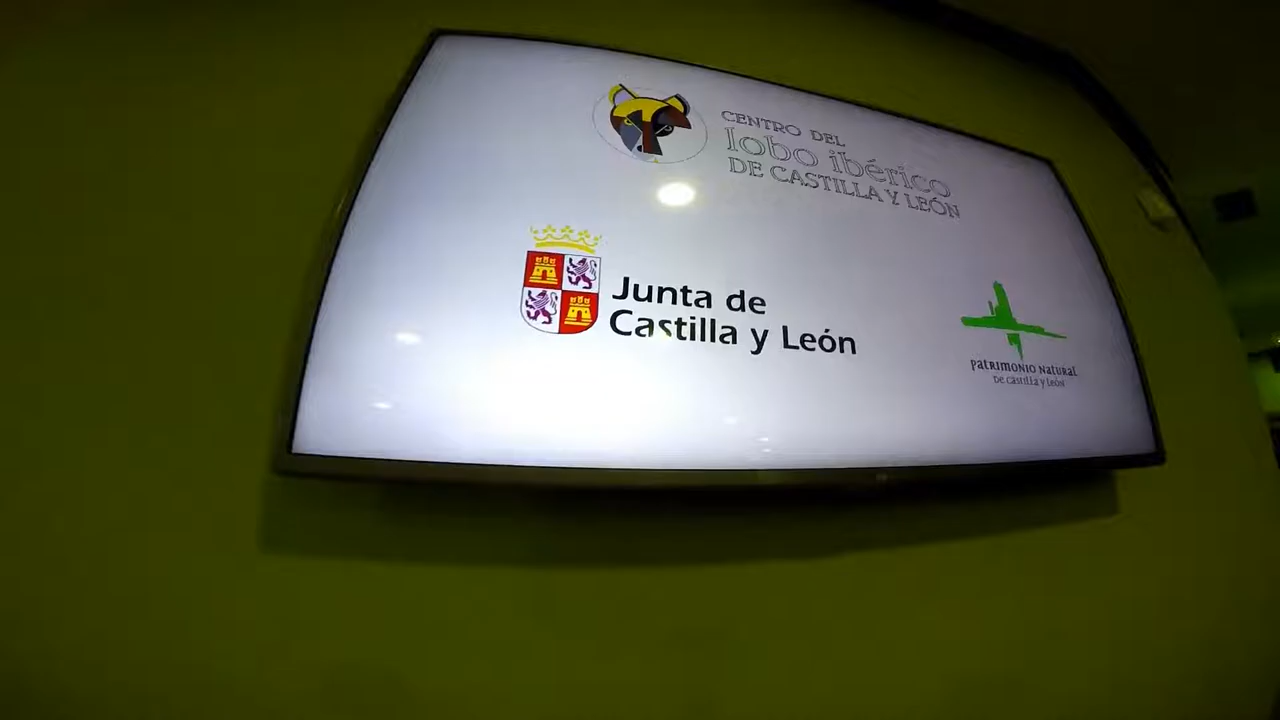 CENTRO DEL
lobo ibérico
DE CASTILLA Y LEÓN
Junta de
Castilla y León
PATRIMONIO NATURAL
DE CASTILLA Y LEÓN